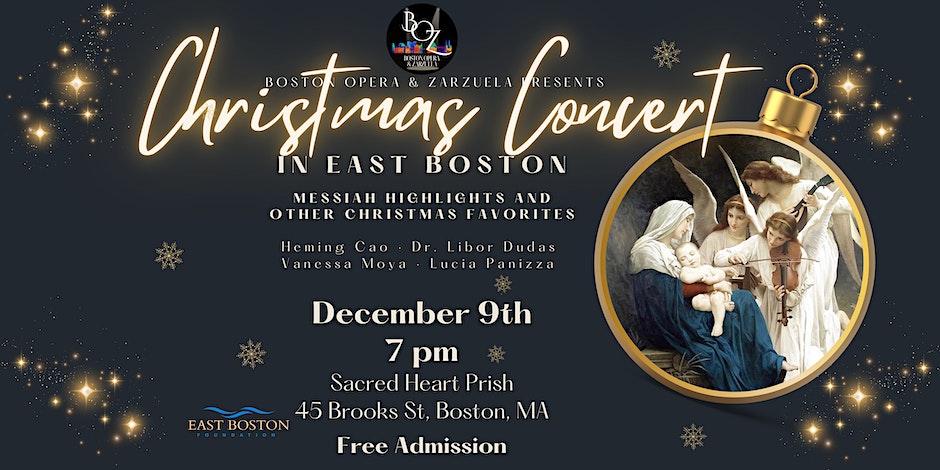 BOZ
BOSTON OPERA
& ZARZUELA
BOSTON OPERA & ZARZUELA PRESENTS
Christmas Concert
IN EAST BOSTON
MESSIAH HIGHLIGHTS AND
OTHER CHRISTMAS FAVORITES
Heming Cao · Dr. Libor Dudas
Vanessa Moya · Lucia Panizza
December 9th
7 pm
Sacred Heart Prish
45 Brooks St, Boston, MA
Free Admission
EAST BOSTON
FOUNDATION